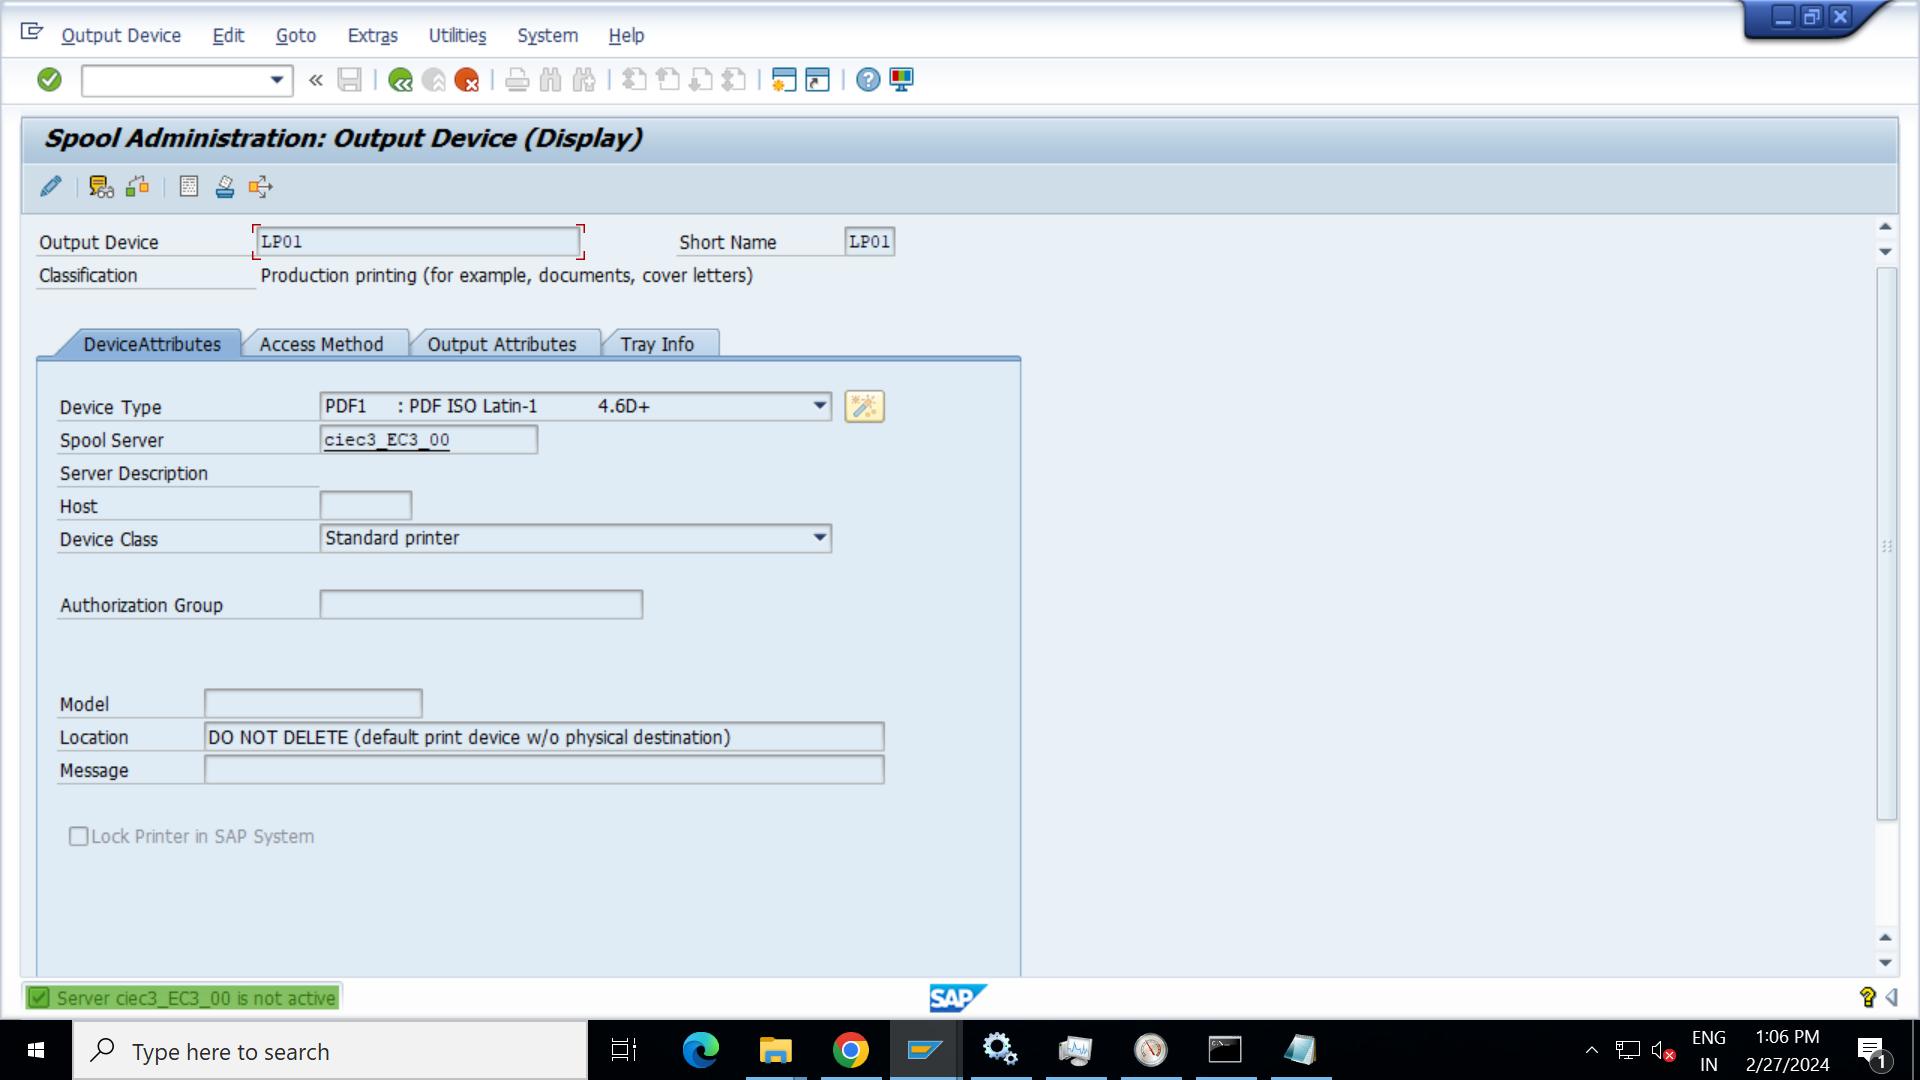 Output Device Edit Goto Extras Utilities System Help
Spool Administration: Output Device (Display)
Output Device LP01 Short Name LP01
Classification Production printing (for example, documents, cover letters)
DeviceAttributes Access Method Output Attributes Tray Info
Device Type PDF1 : PDF ISO Latin-1 4.6D+
Spool Server ciec3_EC3_00
Server Description
Host
Device Class Standard printer
Authorization Group
Model
Location DO NOT DELETE (default print device w/o physical destination)
Message
Lock Printer in SAP System
Server ciec3_EC3_00 is not active
SAP
Type here to search
ENG 1:06 PM
IN 2/27/2024
1